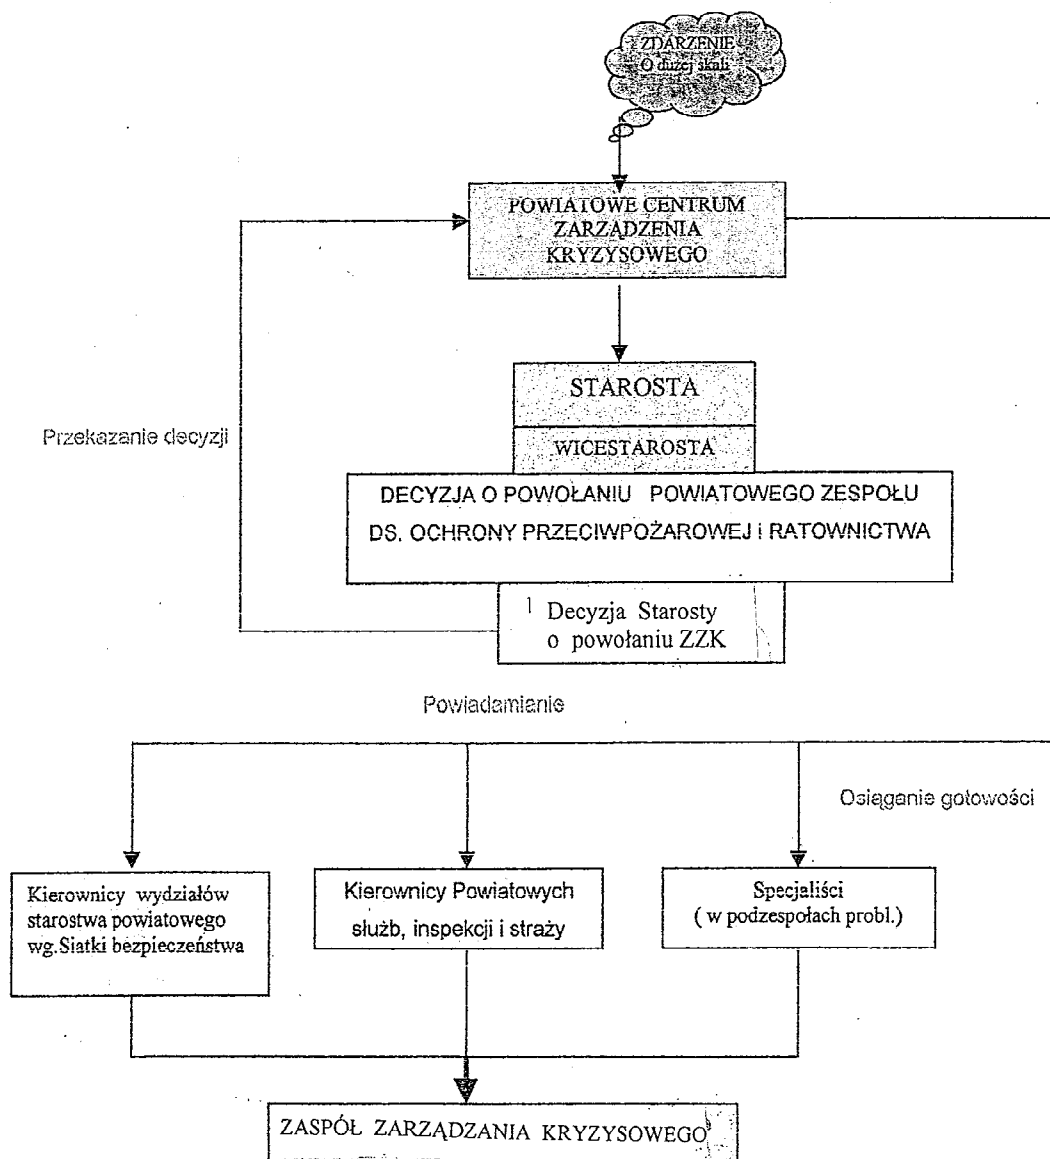 ZDARZENIE
O dużej skali
POWIATOWE CENTRUM
ZARZĄDZENIA
KRYZYSOWEGO
STAROSTA
Przekazanie decyzji
WICESTAROSTA
DECYZJA O POWOŁANIU POWIATOWEGO ZESPOŁU
DS. OCHRONY PRZECIWPOŻAROWEJ i RATOWNICTWA
1 Decyzja Starosty
o powołaniu ZZK
Powiadamianie
Osiąganie gotowości
Kierownicy wydziałów
starostwa powiatowego
wg.Siatki bezpieczeństwa
Kierownicy Powiatowych
służb, inspekcji i straży
Specjaliści
( w podzespołach probl.)
ZASPÓŁ ZARZĄDZANIA KRYZYSOWEGO